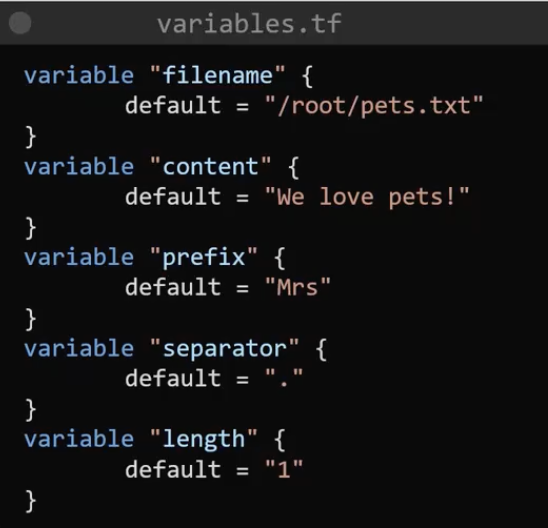 variables.tf
variable "filename" {
        default = "/root/pets.txt"
}
variable "content" {
        default = "We love pets!"
}
variable "prefix" {
        default = "Mrs"
}
variable "separator" {
        default = "."
}
variable "length" {
        default = "1"
}